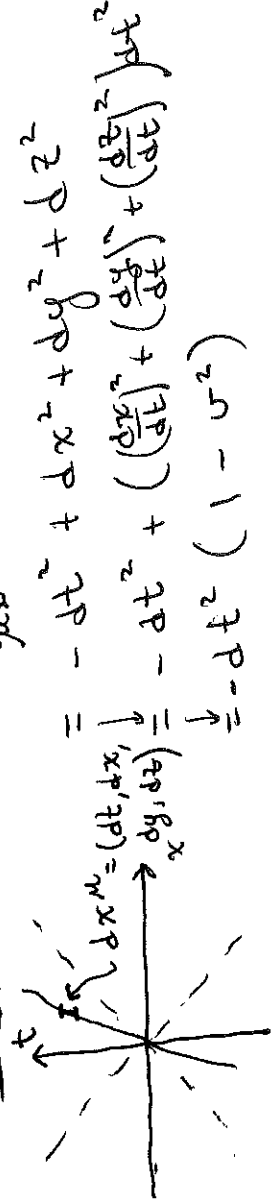 = - dt² + dx² + dy² + dz²
= - dt² + ((dx/dt)² + (dy/dt)² + (dz/dt)²) dt²
= - dt² (1 - v²)
t
dx^μ = (dt, dx,
dy, dz)
x